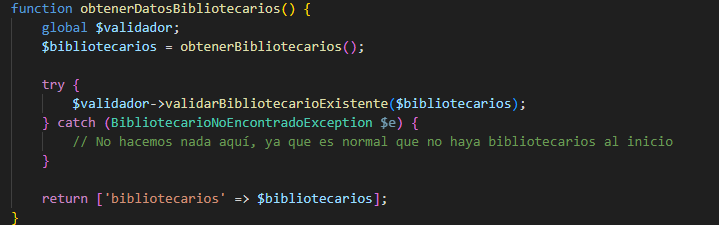 function obtenerDatosBibliotecarios() {
    global $validador;
    $bibliotecarios = obtenerBibliotecarios();

    try {
        $validador->validarBibliotecarioExistente($bibliotecarios);
    } catch (BibliotecarioNoEncontradoException $e) {
        // No hacemos nada aquí, ya que es normal que no haya bibliotecarios al inicio
    }

    return ['bibliotecarios' => $bibliotecarios];
}